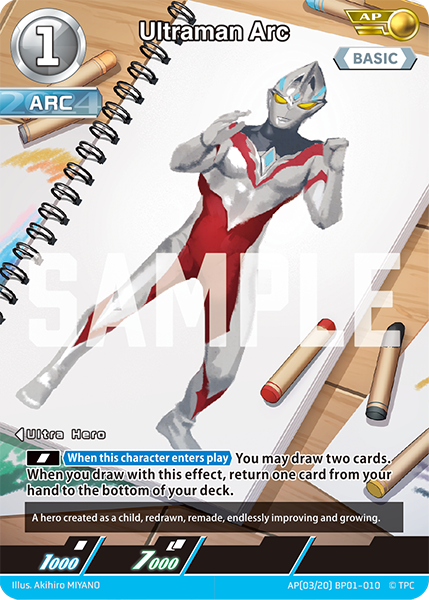 Ultraman Arc
AP
1
BASIC
ARC
SAMPLE
Ultra Hero
When this character enters play You may draw two cards.
When you draw with this effect, return one card from your
hand to the bottom of your deck.
A hero created as a child, redrawn, remade, endlessly improving and growing.
1000
7000
Illus. Akihiro MIYANO
AP[03/20] BP01-010 © TPC